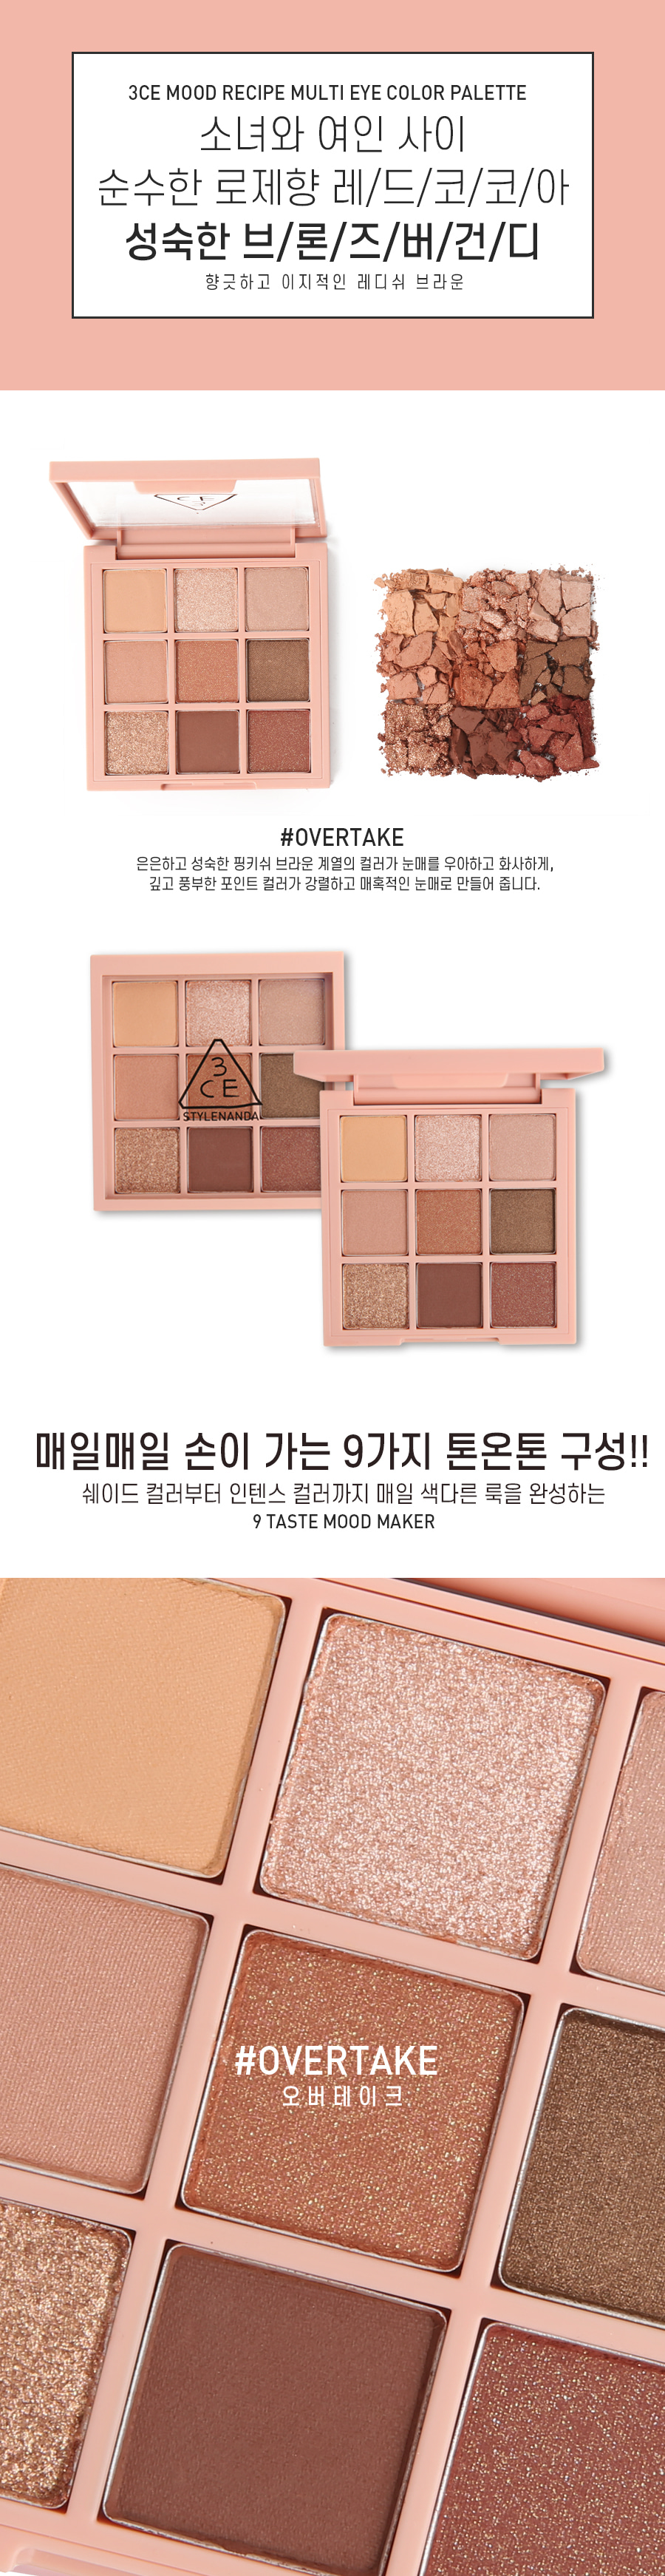 3CE MOOD RECIPE MULTI EYE COLOR PALETTE
소녀와 여인 사이
순수한 로제향 레/드/코/코/아
성숙한 브/론/즈/버/건/디
향긋하고 이지적인 레디쉬 브라운
3CE
#OVERTAKE
은은하고 성숙한 핑키쉬 브라운 계열의 컬러가 눈매를 우아하고 화사하게,
깊고 풍부한 포인트 컬러가 강렬하고 매혹적인 눈매로 만들어 줍니다.
3
CE
STYLENANDA
매일매일 손이 가는 9가지 톤온톤 구성!!
쉐이드 컬러부터 인텐스 컬러까지 매일 색다른 룩을 완성하는
9 TASTE MOOD MAKER
#OVERTAKE
오버테이크